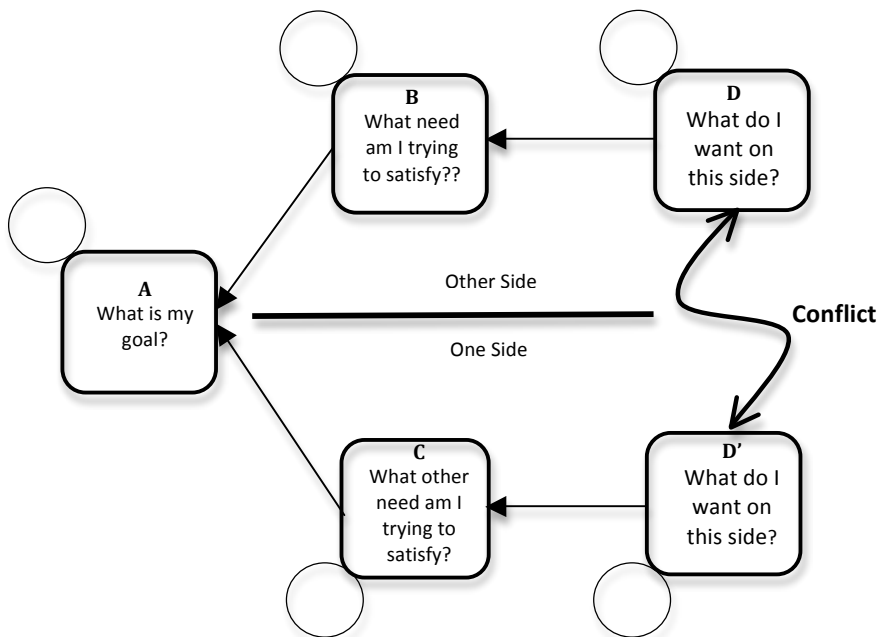 B
What need
am I trying
to satisfy??
D
What do I
want on
this side?
A
What is my
goal?
Other Side
One Side
Conflict
C
What other
need am I
trying to
satisfy?
D’
What do I
want on
this side?